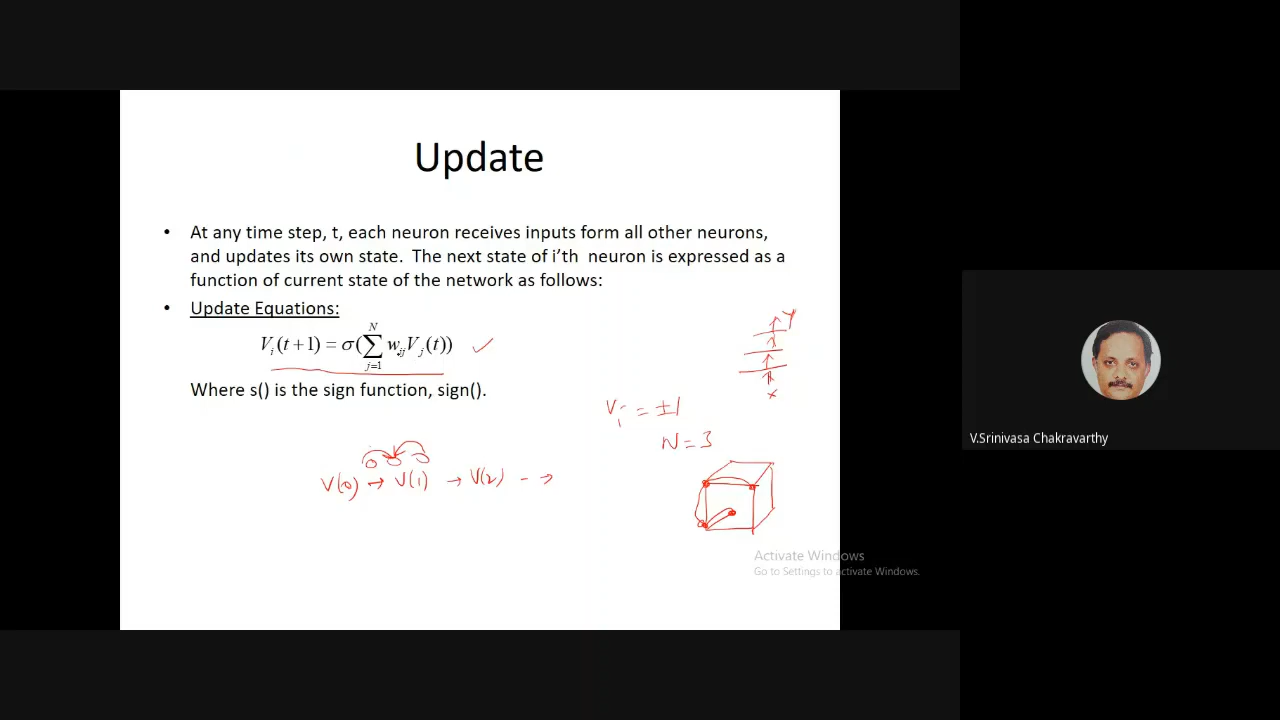 Update
• At any time step, t, each neuron receives inputs form all other neurons,
and updates its own state. The next state of i'th neuron is expressed as a
function of current state of the network as follows:
• Update Equations:
V_i(t+1) = σ(∑_{j=1}^{N} w_{ij}V_j(t)) ✓
Where s() is the sign function, sign().
y
x
V_i = ±1
N = 3
V(0) → V(1) → V(2) - →
V.Srinivasa Chakravarthy
Activate Windows
Go to Settings to activate Windows.